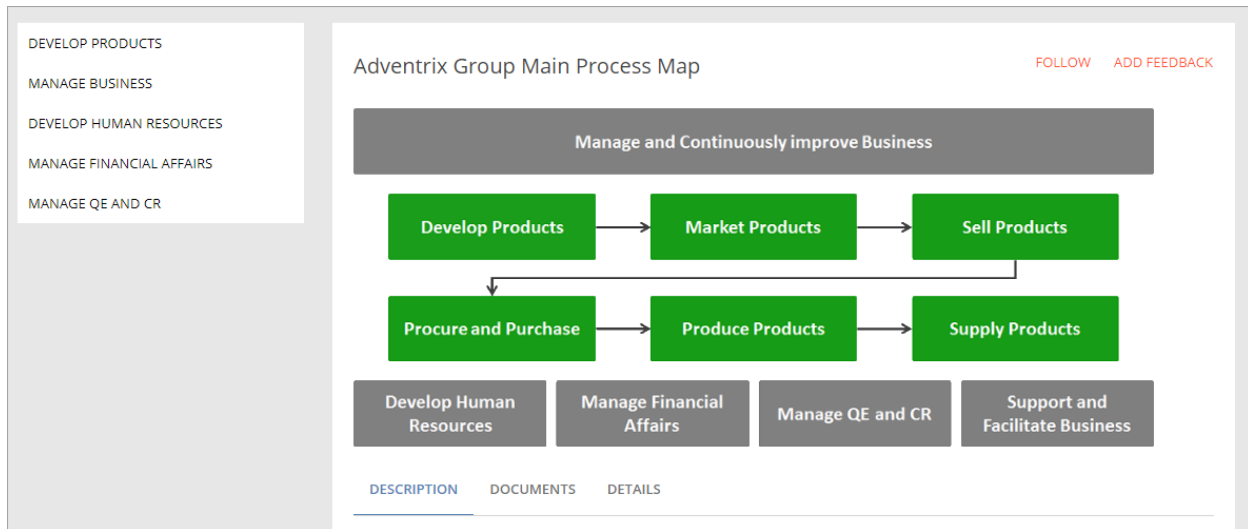 DEVELOP PRODUCTS
MANAGE BUSINESS
DEVELOP HUMAN RESOURCES
MANAGE FINANCIAL AFFAIRS
MANAGE QE AND CR
Adventrix Group Main Process Map
FOLLOW ADD FEEDBACK
Manage and Continuously improve Business
Develop Products
Market Products
Sell Products
Procure and Purchase
Produce Products
Supply Products
Develop Human
Resources
Manage Financial
Affairs
Manage QE and CR
Support and
Facilitate Business
DESCRIPTION DOCUMENTS DETAILS